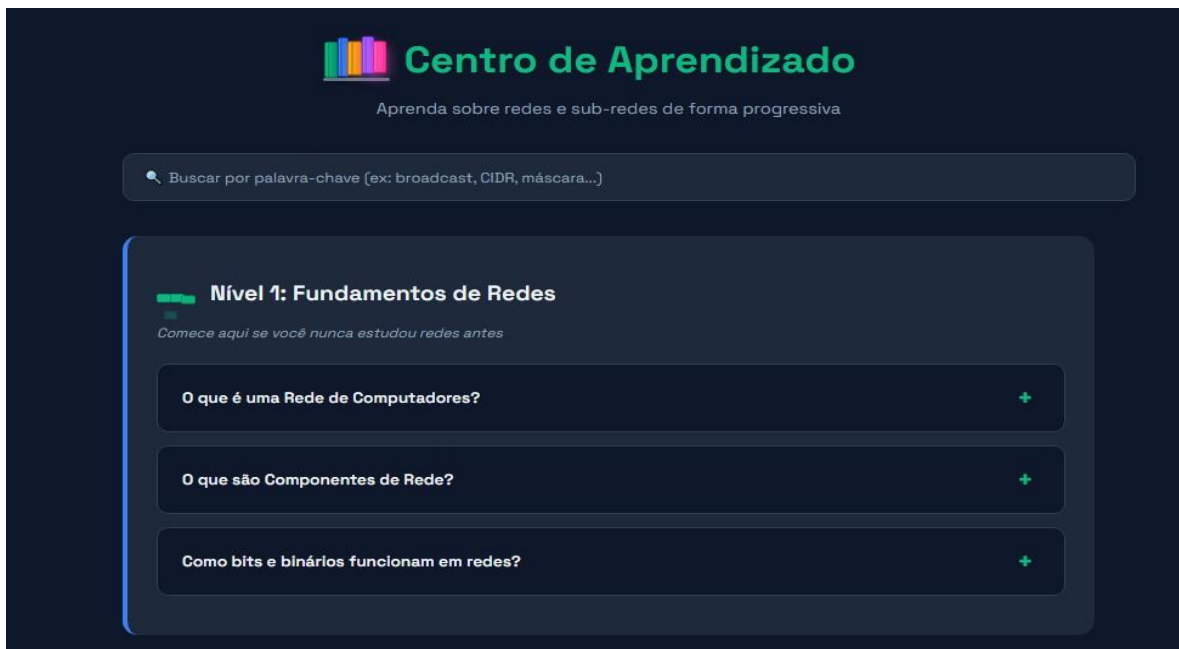 Centro de Aprendizado
Aprenda sobre redes e sub-redes de forma progressiva
Buscar por palavra-chave (ex: broadcast, CIDR, máscara...)
Nível 1: Fundamentos de Redes
Comece aqui se você nunca estudou redes antes
O que é uma Rede de Computadores? +
O que são Componentes de Rede? +
Como bits e binários funcionam em redes? +